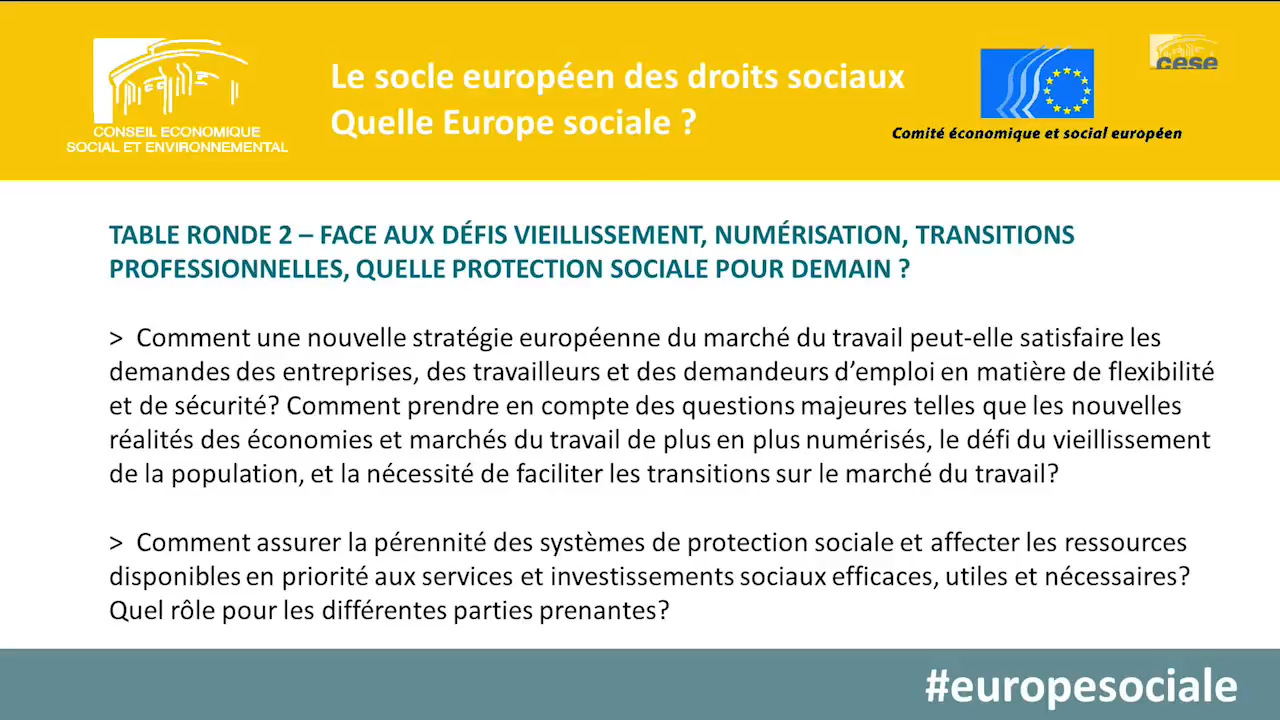 CONSEIL ECONOMIQUE
SOCIAL ET ENVIRONNEMENTAL
Le socle européen des droits sociaux
Quelle Europe sociale ?
Comité économique et social européen
cese
TABLE RONDE 2 – FACE AUX DÉFIS VIEILLISSEMENT, NUMÉRISATION, TRANSITIONS
PROFESSIONNELLES, QUELLE PROTECTION SOCIALE POUR DEMAIN ?
> Comment une nouvelle stratégie européenne du marché du travail peut-elle satisfaire les
demandes des entreprises, des travailleurs et des demandeurs d’emploi en matière de flexibilité
et de sécurité? Comment prendre en compte des questions majeures telles que les nouvelles
réalités des économies et marchés du travail de plus en plus numérisés, le défi du vieillissement
de la population, et la nécessité de faciliter les transitions sur le marché du travail?
> Comment assurer la pérennité des systèmes de protection sociale et affecter les ressources
disponibles en priorité aux services et investissements sociaux efficaces, utiles et nécessaires?
Quel rôle pour les différentes parties prenantes?
#europesociale